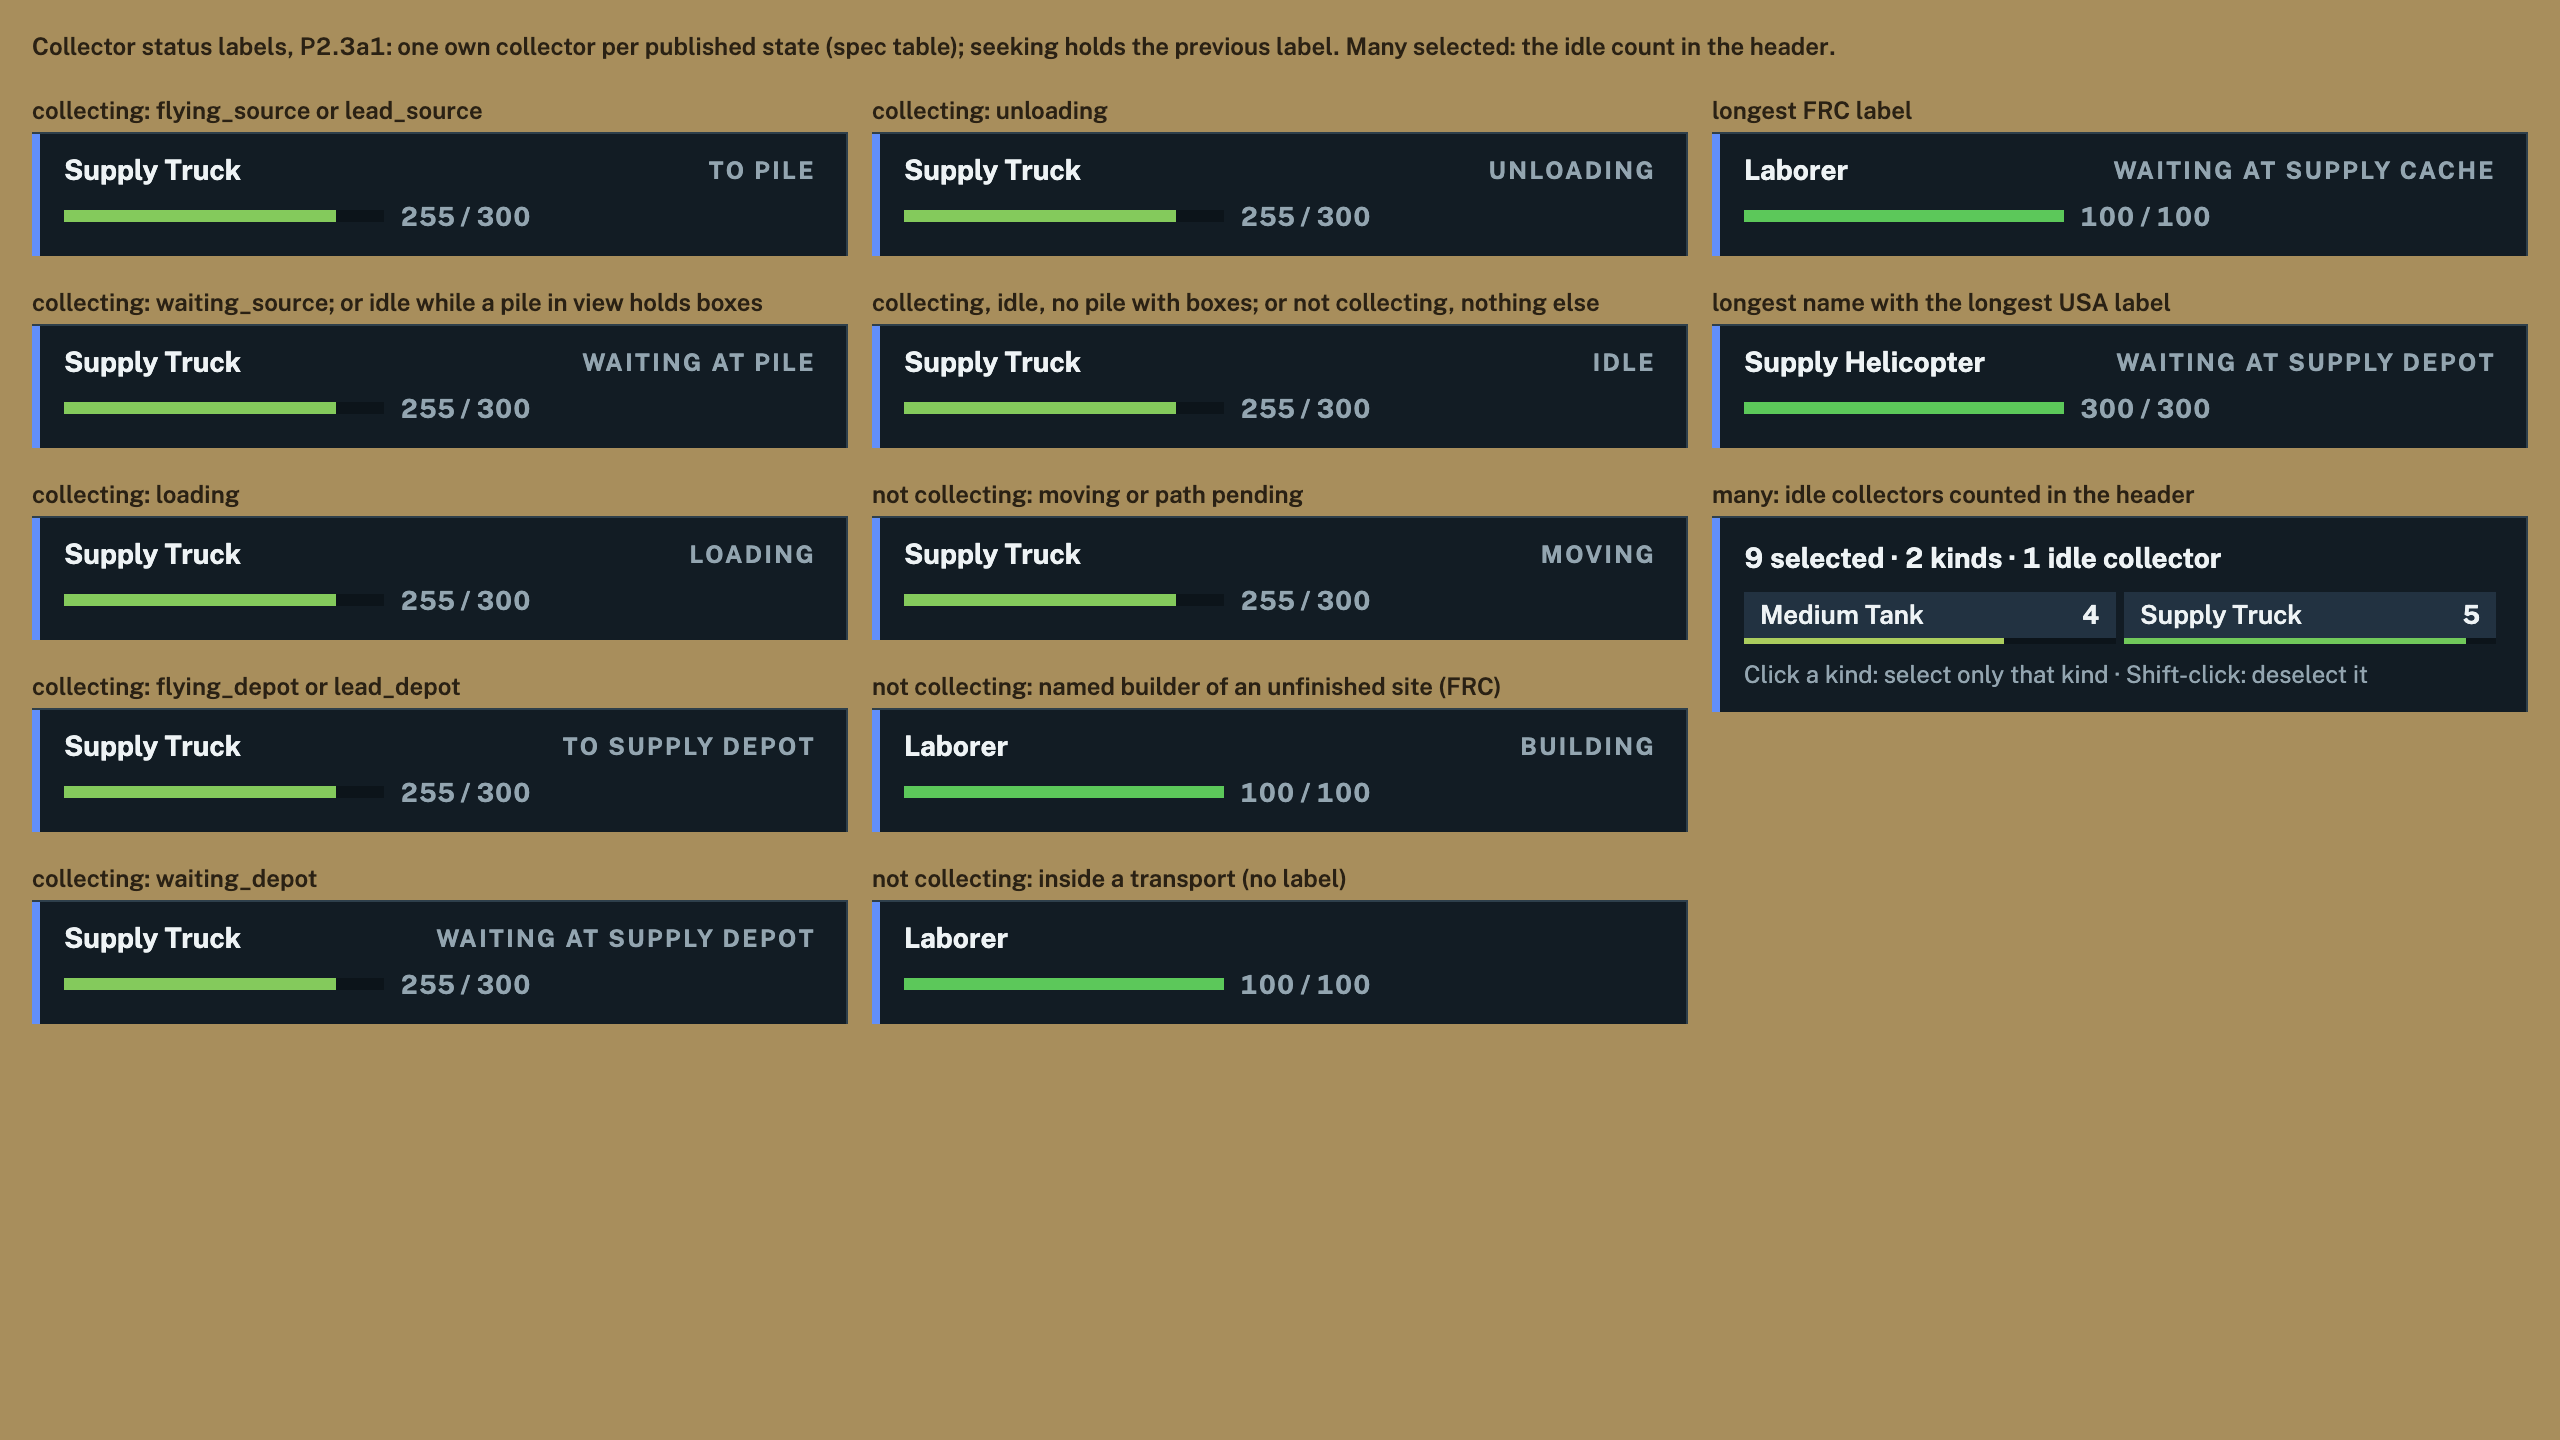 Collector status labels, P2.3a1: one own collector per published state (spec table); seeking holds the previous label. Many selected: the idle count in the header.
collecting: flying_source or lead_source
Supply Truck
TO PILE
255 / 300
collecting: waiting_source; or idle while a pile in view holds boxes
Supply Truck
WAITING AT PILE
255 / 300
collecting: loading
Supply Truck
LOADING
255 / 300
collecting: flying_depot or lead_depot
Supply Truck
TO SUPPLY DEPOT
255 / 300
collecting: waiting_depot
Supply Truck
WAITING AT SUPPLY DEPOT
255 / 300
collecting: unloading
Supply Truck
UNLOADING
255 / 300
collecting, idle, no pile with boxes; or not collecting, nothing else
Supply Truck
IDLE
255 / 300
not collecting: moving or path pending
Supply Truck
MOVING
255 / 300
not collecting: named builder of an unfinished site (FRC)
Laborer
BUILDING
100 / 100
not collecting: inside a transport (no label)
Laborer
100 / 100
longest FRC label
Laborer
WAITING AT SUPPLY CACHE
100 / 100
longest name with the longest USA label
Supply Helicopter
WAITING AT SUPPLY DEPOT
300 / 300
many: idle collectors counted in the header
9 selected · 2 kinds · 1 idle collector
Medium Tank 4
Supply Truck 5
Click a kind: select only that kind · Shift-click: deselect it